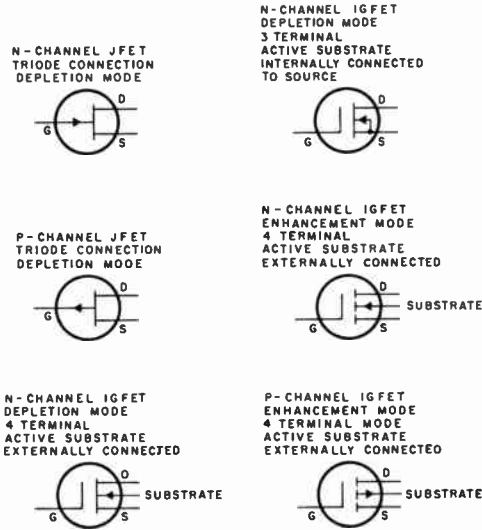 N-CHANNEL JFET
TRIODE CONNECTION
DEPLETION MODE
D
G
S
N-CHANNEL IGFET
DEPLETION MODE
3 TERMINAL
ACTIVE SUBSTRATE
INTERNALLY CONNECTED
TO SOURCE
D
G
S
P-CHANNEL JFET
TRIODE CONNECTION
DEPLETION MODE
D
G
S
N-CHANNEL IGFET
ENHANCEMENT MODE
4 TERMINAL
ACTIVE SUBSTRATE
EXTERNALLY CONNECTED
D
SUBSTRATE
G
S
N-CHANNEL IGFET
DEPLETION MODE
4 TERMINAL
ACTIVE SUBSTRATE
EXTERNALLY CONNECTED
O
SUBSTRATE
G
S
P-CHANNEL IGFET
ENHANCEMENT MODE
4 TERMINAL MODE
ACTIVE SUBSTRATE
EXTERNALLY CONNECTED
D
SUBSTRATE
G
S